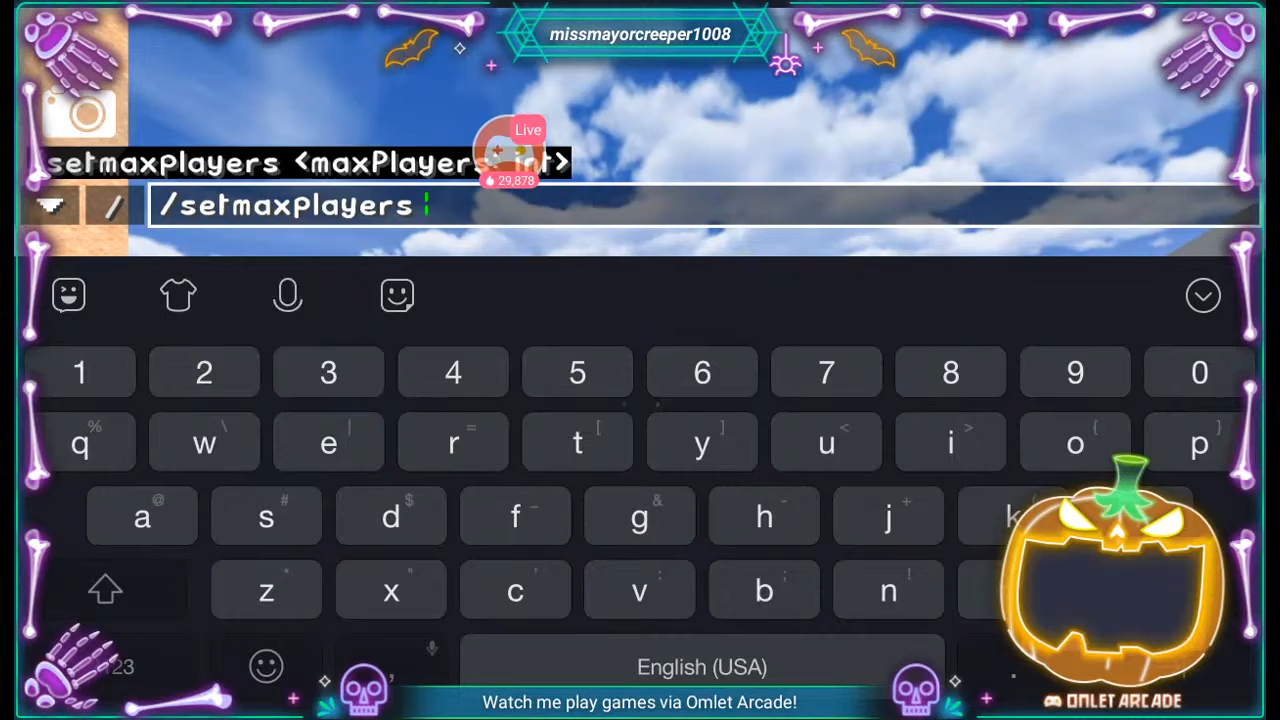 missmayorcreeper1008
Live
setmaxplayers <maxPlayers: int>
29,878
/ /setmaxplayers
1 2 3 4 5 6 7 8 9 0
% \ | = [ ] < > { }
q w e r t y u i o p
@ # $ _ & - + (
a s d f g h j k
* " ' : ; !
z x c v b n
123 , English (USA) .
Watch me play games via Omlet Arcade!
OMLET ARCADE